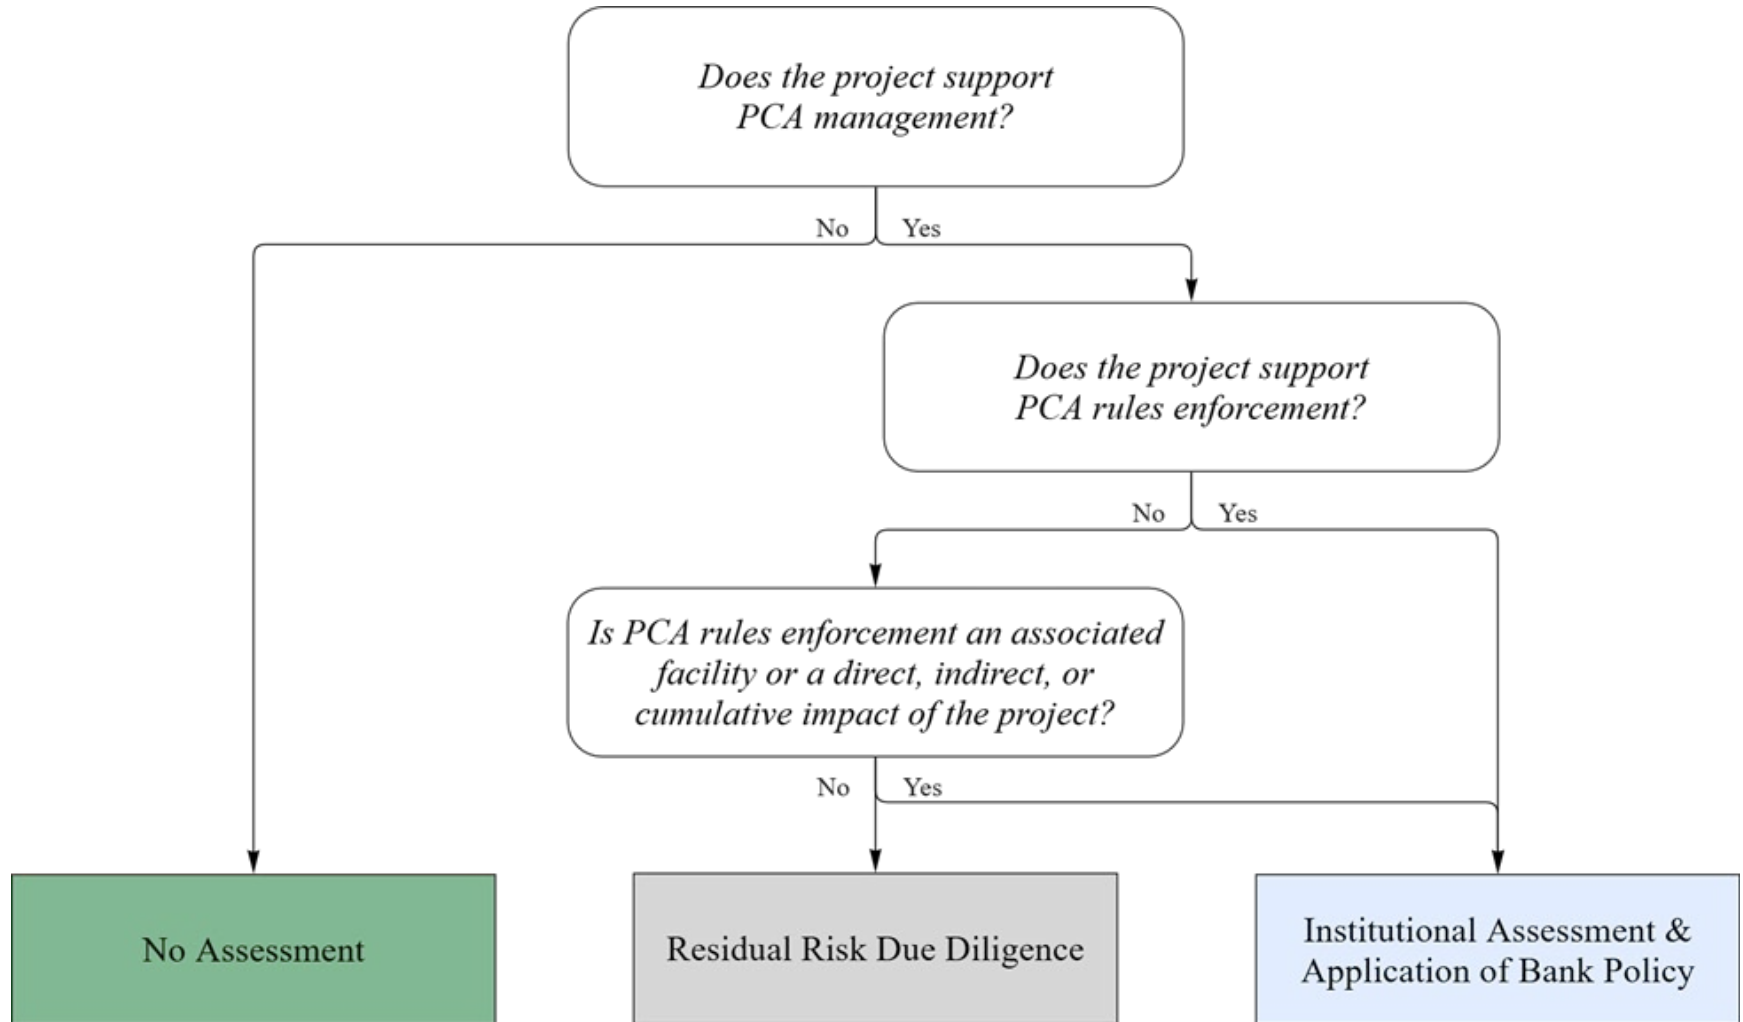 Does the project support
PCA management?
No
Yes
Does the project support
PCA rules enforcement?
No
Yes
Is PCA rules enforcement an associated
facility or a direct, indirect, or
cumulative impact of the project?
No
Yes
No Assessment
Residual Risk Due Diligence
Institutional Assessment &
Application of Bank Policy